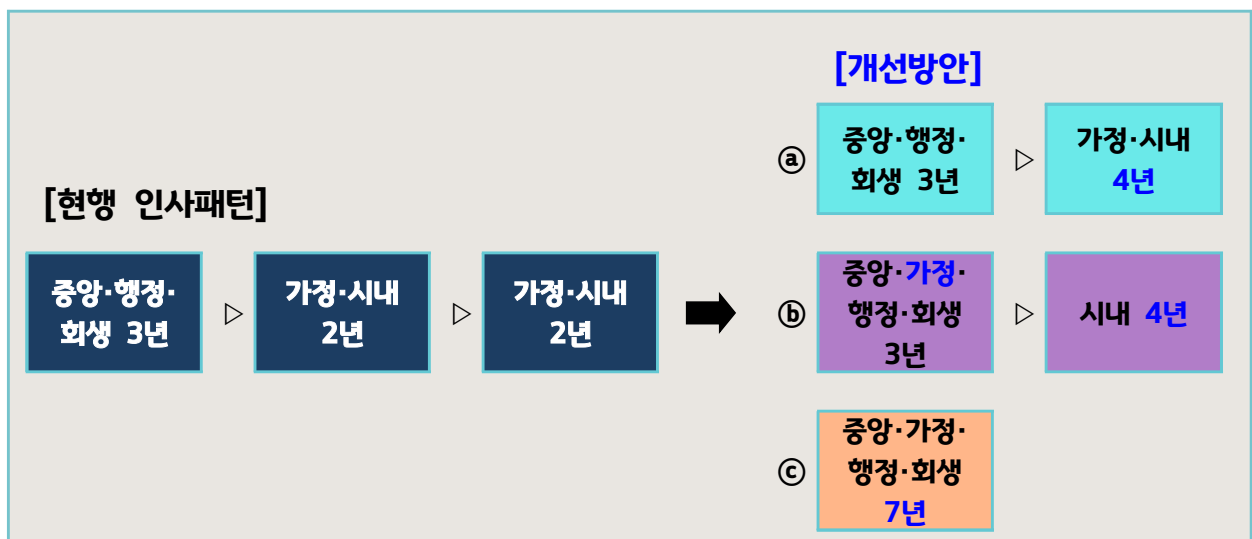 [현행 인사패턴]
중앙·행정·
회생 3년
▷
가정·시내
2년
▷
가정·시내
2년
[개선방안]
ⓐ
중앙·행정·
회생 3년
▷
가정·시내
4년
ⓑ
중앙·가정·
행정·회생
3년
▷
시내 4년
ⓒ
중앙·가정·
행정·회생
7년